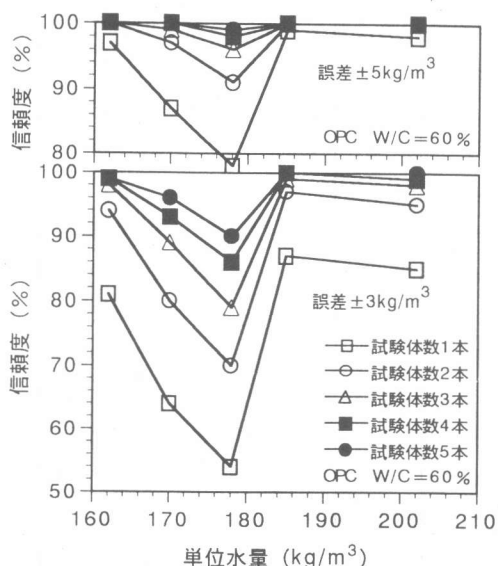 100
90
80
信頼度 (%)
誤差±5kg/m³
OPC W/C=60%
100
90
80
70
60
50
信頼度 (%)
誤差±3kg/m³
試験体数1本
試験体数2本
試験体数3本
試験体数4本
試験体数5本
OPC W/C=60%
160 170 180 190 200 210
単位水量 (kg/m³)